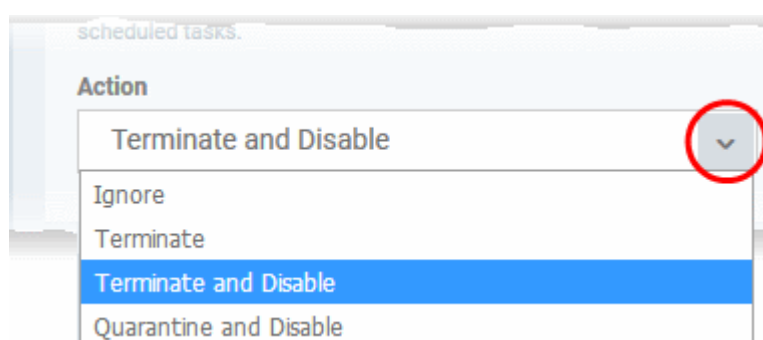 scheduled tasks.
Action
Terminate and Disable
Ignore
Terminate
Terminate and Disable
Quarantine and Disable